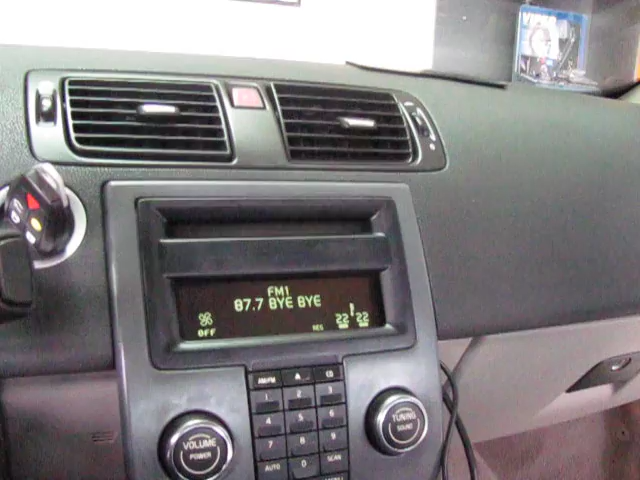 FM1
87.7 BYE BYE
OFF
22 22
AM/FM
CD
1 2 3
4 5 6
7 8 9
AUTO 0 SCAN
VOLUME
POWER
TUNING
SOUND